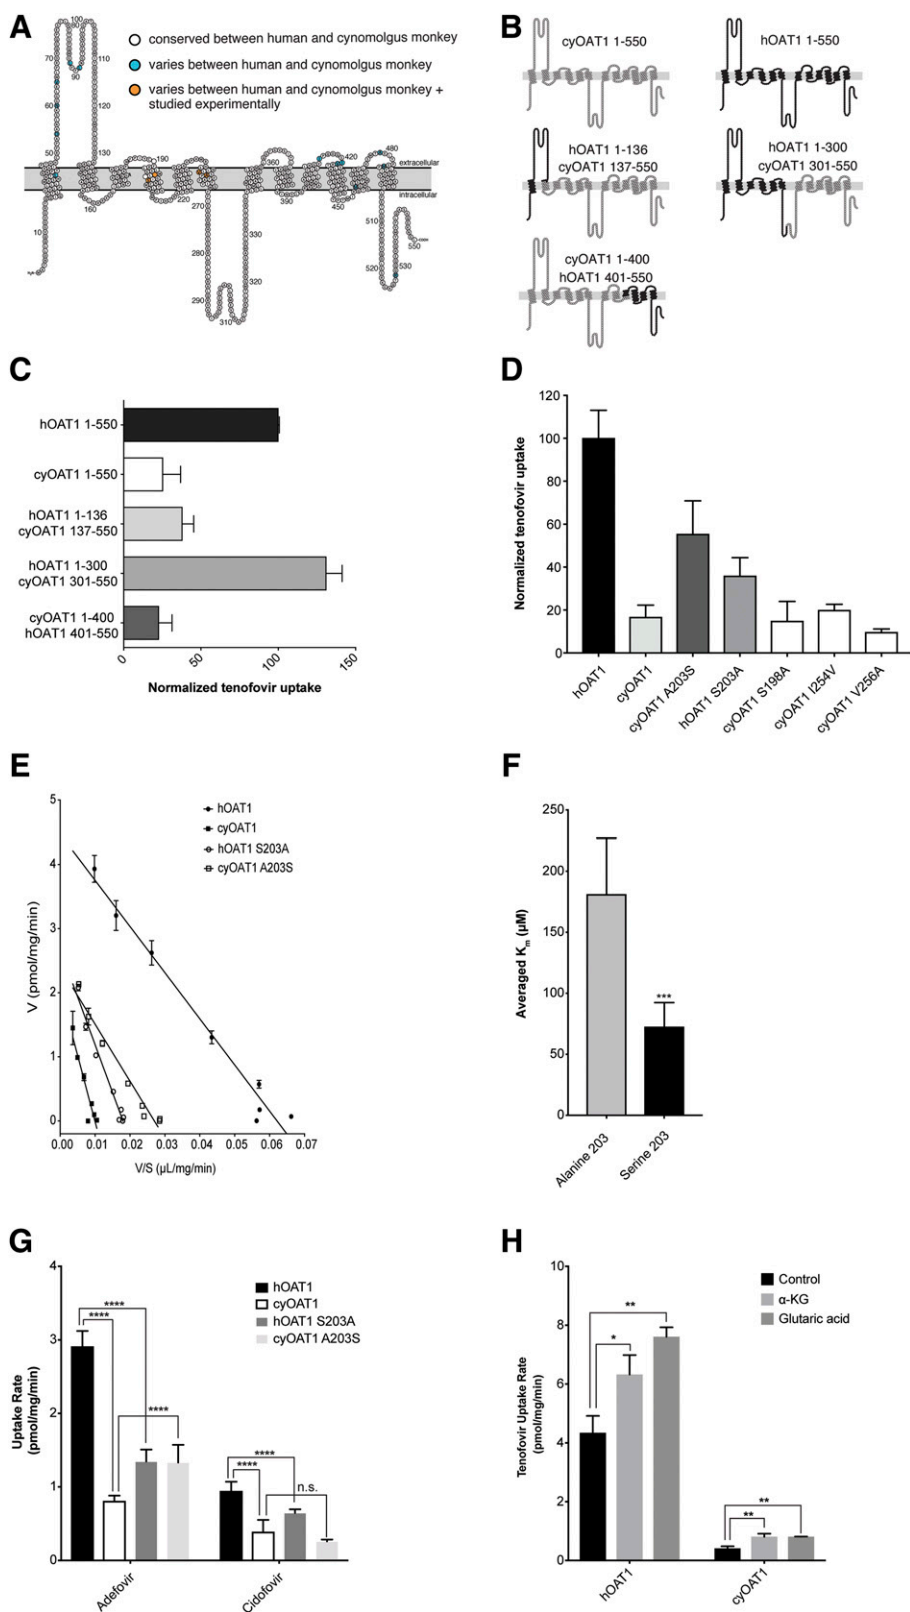 A
conserved between human and cynomolgus monkey
varies between human and cynomolgus monkey
varies between human and cynomolgus monkey +
studied experimentally
100
80
70
110
90
60
120
50
130
190
360
420
480
extracellular
intracellular
160
220
270
390
450
510
10
330
550
520
530
290
320
310
B
cyOAT1 1-550
hOAT1 1-550
hOAT1 1-136
cyOAT1 137-550
hOAT1 1-300
cyOAT1 301-550
cyOAT1 1-400
hOAT1 401-550
C
hOAT1 1-550
cyOAT1 1-550
hOAT1 1-136
cyOAT1 137-550
hOAT1 1-300
cyOAT1 301-550
cyOAT1 1-400
hOAT1 401-550
0
50
100
150
Normalized tenofovir uptake
D
Normalized tenofovir uptake
120
100
80
60
40
20
0
hOAT1
cyOAT1
cyOAT1 A203S
hOAT1 S203A
cyOAT1 S198A
cyOAT1 I254V
cyOAT1 V256A
E
V (pmol/mg/min)
5
4
3
2
1
0
hOAT1
cyOAT1
hOAT1 S203A
cyOAT1 A203S
0.00 0.01 0.02 0.03 0.04 0.05 0.06 0.07
V/S (µL/mg/min)
F
Averaged Km (µM)
250
200
150
100
50
0
***
Alanine 203
Serine 203
G
Uptake Rate
(pmol/mg/min)
4
3
2
1
0
hOAT1
cyOAT1
hOAT1 S203A
cyOAT1 A203S
****
****
****
****
****
n.s.
Adefovir
Cidofovir
H
Tenofovir Uptake Rate
(pmol/mg/min)
10
8
6
4
2
0
Control
α-KG
Glutaric acid
**
*
**
**
hOAT1
cyOAT1